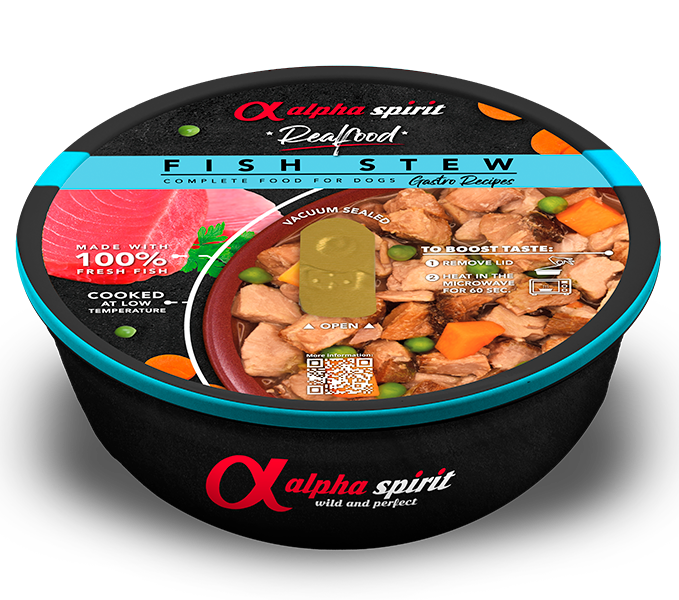 alpha spirit
*Realfood*
FISH STEW
COMPLETE FOOD FOR DOGS Gastro Recipes
VACUUM SEALED
MADE WITH
100%
FRESH FISH
COOKED
AT LOW
TEMPERATURE
TO BOOST TASTE:
1 REMOVE LID
2 HEAT IN THE
MICROWAVE
FOR 60 SEC.
▲ OPEN ▲
More information:
alpha spirit
wild and perfect